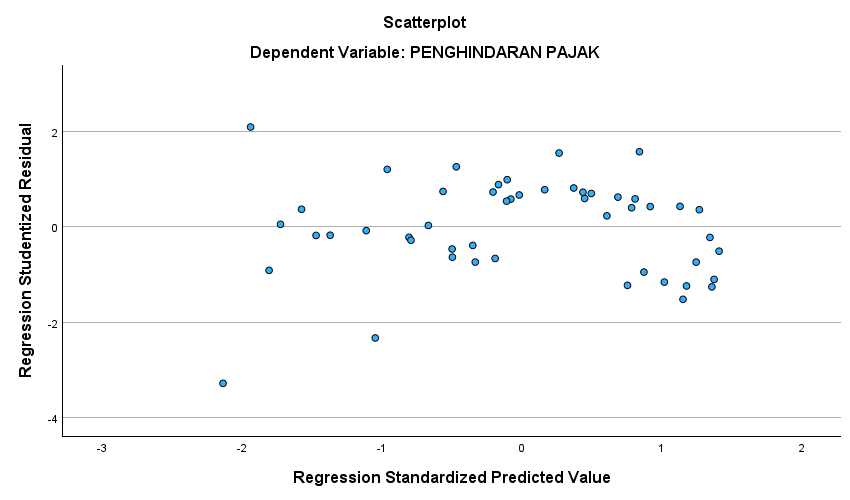 Scatterplot
Dependent Variable: PENGHINDARAN PAJAK
Regression Studentized Residual
2
0
-2
-4
-3
-2
-1
0
1
2
Regression Standardized Predicted Value